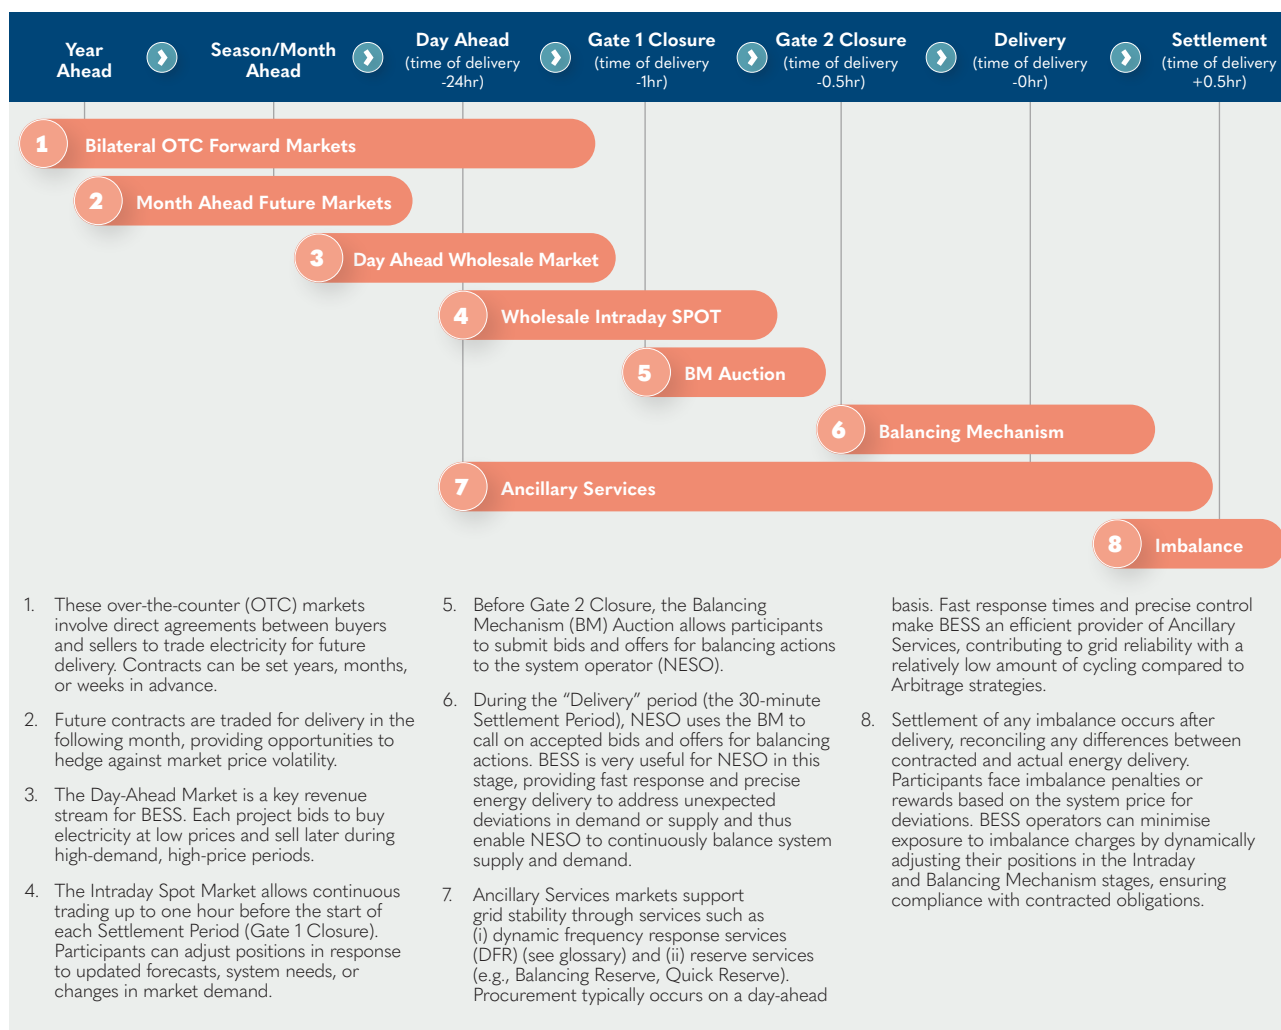 Year
Ahead
Season/Month
Ahead
Day Ahead
(time of delivery
-24hr)
Gate 1 Closure
(time of delivery
-1hr)
Gate 2 Closure
(time of delivery
-0.5hr)
Delivery
(time of delivery
-0hr)
Settlement
(time of delivery
+0.5hr)
1 Bilateral OTC Forward Markets
2 Month Ahead Future Markets
3 Day Ahead Wholesale Market
4 Wholesale Intraday SPOT
5 BM Auction
6 Balancing Mechanism
7 Ancillary Services
8 Imbalance
1. These over-the-counter (OTC) markets
involve direct agreements between buyers
and sellers to trade electricity for future
delivery. Contracts can be set years, months,
or weeks in advance.
2. Future contracts are traded for delivery in the
following month, providing opportunities to
hedge against market price volatility.
3. The Day-Ahead Market is a key revenue
stream for BESS. Each project bids to buy
electricity at low prices and sell later during
high-demand, high-price periods.
4. The Intraday Spot Market allows continuous
trading up to one hour before the start of
each Settlement Period (Gate 1 Closure).
Participants can adjust positions in response
to updated forecasts, system needs, or
changes in market demand.
5. Before Gate 2 Closure, the Balancing
Mechanism (BM) Auction allows participants
to submit bids and offers for balancing actions
to the system operator (NESO).
6. During the “Delivery” period (the 30-minute
Settlement Period), NESO uses the BM to
call on accepted bids and offers for balancing
actions. BESS is very useful for NESO in this
stage, providing fast response and precise
energy delivery to address unexpected
deviations in demand or supply and thus
enable NESO to continuously balance system
supply and demand.
7. Ancillary Services markets support
grid stability through services such as
(i) dynamic frequency response services
(DFR) (see glossary) and (ii) reserve services
(e.g., Balancing Reserve, Quick Reserve).
Procurement typically occurs on a day-ahead
basis. Fast response times and precise control
make BESS an efficient provider of Ancillary
Services, contributing to grid reliability with a
relatively low amount of cycling compared to
Arbitrage strategies.
8. Settlement of any imbalance occurs after
delivery, reconciling any differences between
contracted and actual energy delivery.
Participants face imbalance penalties or
rewards based on the system price for
deviations. BESS operators can minimise
exposure to imbalance charges by dynamically
adjusting their positions in the Intraday
and Balancing Mechanism stages, ensuring
compliance with contracted obligations.